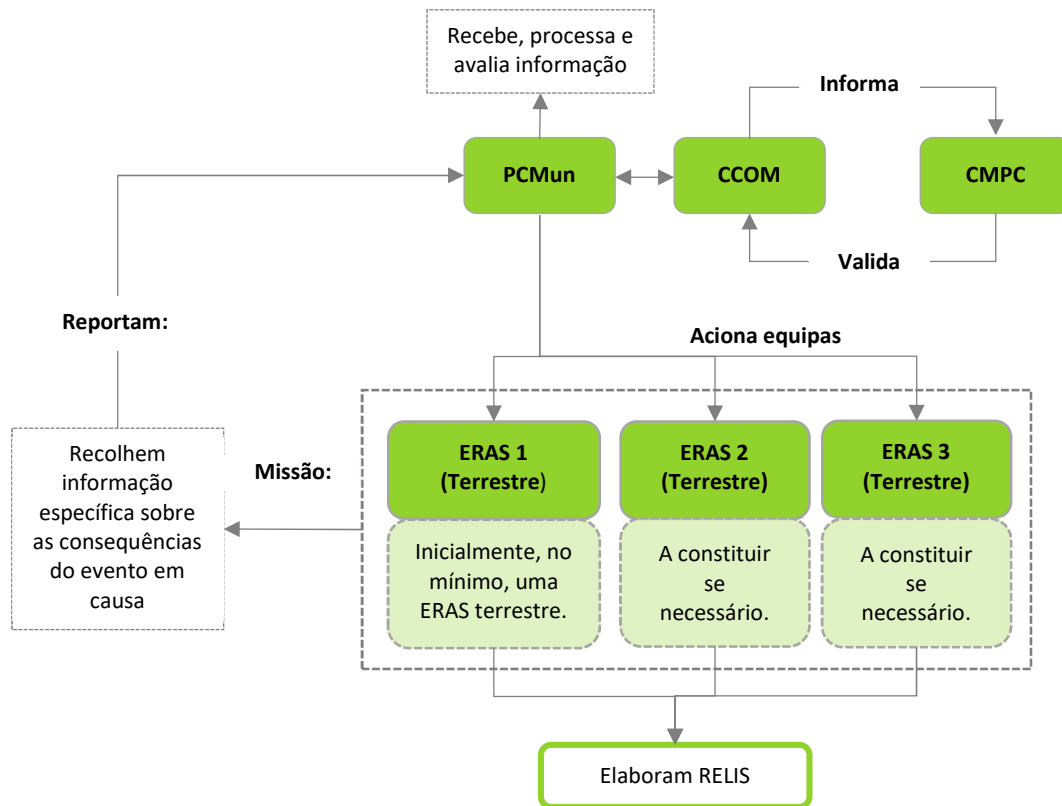 Recebe, processa e
avalia informação
Informa
PCMun
CCOM
CMPC
Valida
Reportam:
Aciona equipas
Recolhem
informação
específica sobre
as consequências
do evento em
causa
Missão:
ERAS 1
(Terrestre)
ERAS 2
(Terrestre)
ERAS 3
(Terrestre)
Inicialmente, no
mínimo, uma
ERAS terrestre.
A constituir
se
necessário.
A constituir
se
necessário.
Elaboram RELIS